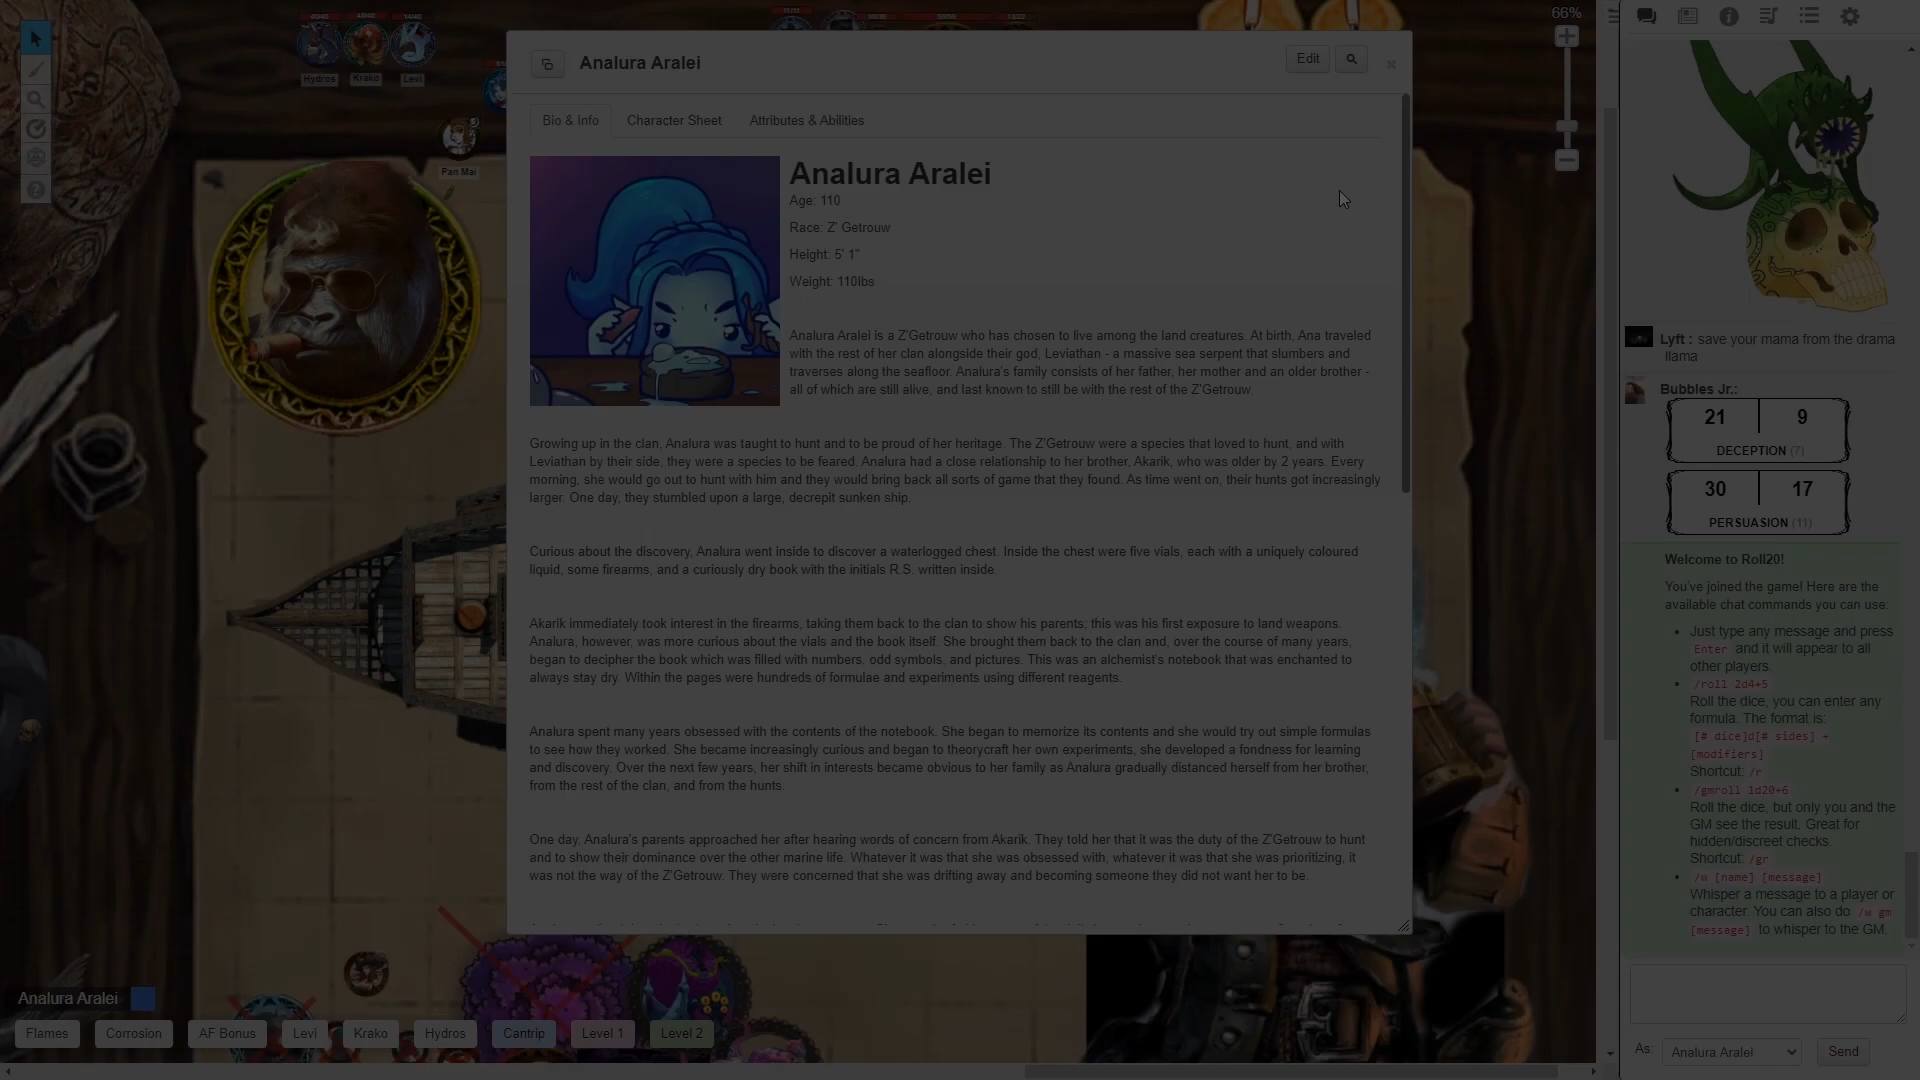 66%
40/40
Hydros
Krako
Levi
Pan Mai
Analura Aralei
Edit
Bio & Info
Character Sheet
Attributes & Abilities
Analura Aralei
Age: 110
Race: Z' Getrouw
Height: 5' 1"
Weight: 110lbs
Analura Aralei is a Z'Getrouw who has chosen to live among the land creatures. At birth, Ana traveled
with the rest of her clan alongside their god, Leviathan - a massive sea serpent that slumbers and
traverses along the seafloor. Analura's family consists of her father, her mother and an older brother -
all of which are still alive, and last known to still be with the rest of the Z'Getrouw.
Growing up in the clan, Analura was taught to hunt and to be proud of her heritage. The Z'Getrouw were a species that loved to hunt, and with
Leviathan by their side, they were a species to be feared. Analura had a close relationship to her brother, Akarik, who was older by 2 years. Every
morning, she would go out to hunt with him and they would bring back all sorts of game that they found. As time went on, their hunts got increasingly
larger. One day, they stumbled upon a large, decrepit sunken ship.
Curious about the discovery, Analura went inside to discover a waterlogged chest. Inside the chest were five vials, each with a uniquely coloured
liquid, some firearms, and a curiously dry book with the initials R.S. written inside.
Akarik immediately took interest in the firearms, taking them back to the clan to show his parents; this was his first exposure to land weapons.
Analura, however, was more curious about the vials and the book itself. She brought them back to the clan and, over the course of many years,
began to decipher the book which was filled with numbers, odd symbols, and pictures. This was an alchemist's notebook that was enchanted to
always stay dry. Within the pages were hundreds of formulae and experiments using different reagents.
Analura spent many years obsessed with the contents of the notebook. She began to memorize its contents and she would try out simple formulas
to see how they worked. She became increasingly curious and began to theorycraft her own experiments, she developed a fondness for learning
and discovery. Over the next few years, her shift in interests became obvious to her family as Analura gradually distanced herself from her brother,
from the rest of the clan, and from the hunts.
One day, Analura's parents approached her after hearing words of concern from Akarik. They told her that it was the duty of the Z'Getrouw to hunt
and to show their dominance over the other marine life. Whatever it was that she was obsessed with, whatever it was that she was prioritizing, it
was not the way of the Z'Getrouw. They were concerned that she was drifting away and becoming someone they did not want her to be.
Analura Aralei
Flames
Corrosion
AF Bonus
Levi
Krako
Hydros
Cantrip
Level 1
Level 2
Lyft : save your mama from the drama
llama
Bubbles Jr.:
21 9
DECEPTION (7)
30 17
PERSUASION (11)
Welcome to Roll20!
You've joined the game! Here are the
available chat commands you can use:
Just type any message and press
Enter and it will appear to all
other players.
/roll 2d4+5
Roll the dice, you can enter any
formula. The format is:
[# dice]d[# sides] +
[modifiers]
Shortcut: /r
/gmroll 1d20+6
Roll the dice, but only you and the
GM see the result. Great for
hidden/discreet checks.
Shortcut: /gr
/w [name] [message]
Whisper a message to a player or
character. You can also do /w gm
[message] to whisper to the GM.
As:
Analura Aralei
Send